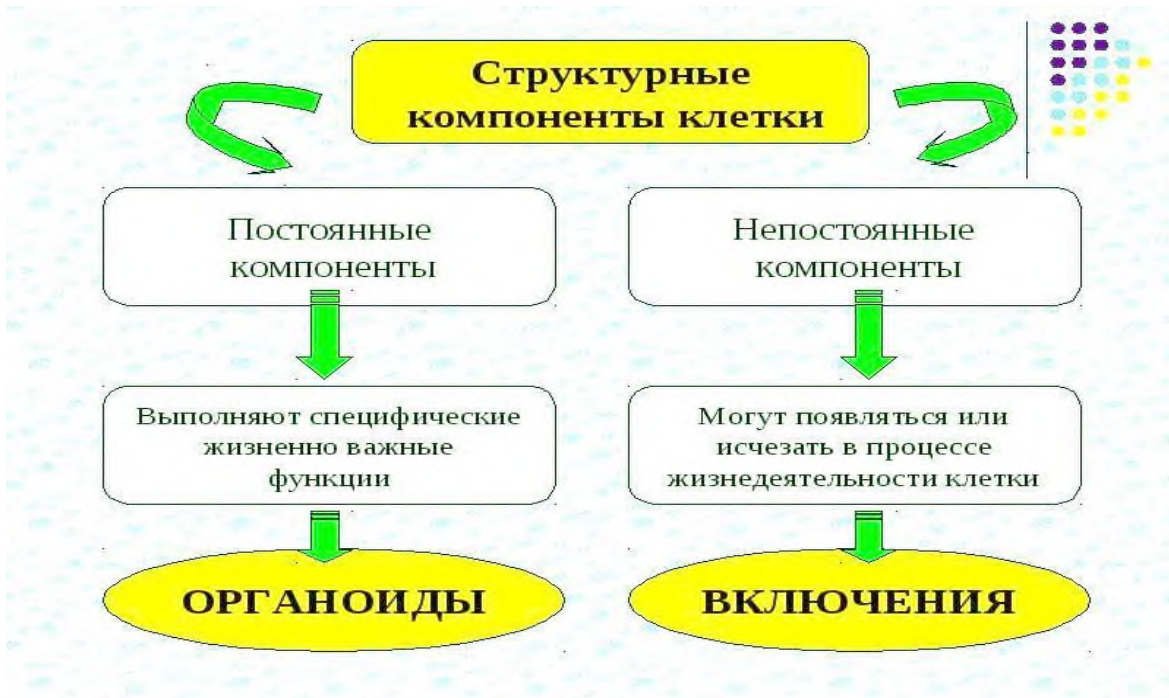 Структурные
компоненты клетки
Постоянные
компоненты
Непостоянные
компоненты
Выполняют специфические
жизненно важные
функции
Могут появляться или
исчезать в процессе
жизнедеятельности клетки
ОРГАНОИДЫ
ВКЛЮЧЕНИЯ